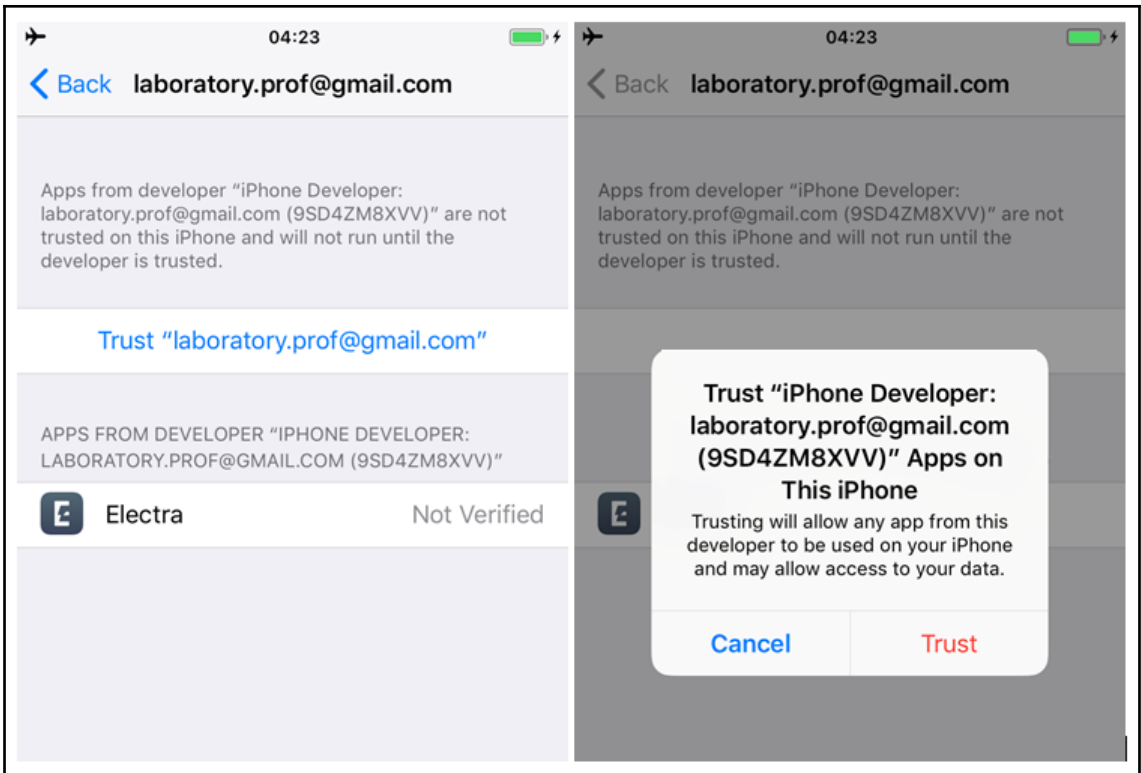 04:23
Back laboratory.prof@gmail.com
Apps from developer “iPhone Developer:
laboratory.prof@gmail.com (9SD4ZM8XVV)” are not
trusted on this iPhone and will not run until the
developer is trusted.
Trust “laboratory.prof@gmail.com”
APPS FROM DEVELOPER “IPHONE DEVELOPER:
LABORATORY.PROF@GMAIL.COM (9SD4ZM8XVV)”
E Electra Not Verified
04:23
Back laboratory.prof@gmail.com
Apps from developer “iPhone Developer:
laboratory.prof@gmail.com (9SD4ZM8XVV)” are not
trusted on this iPhone and will not run until the
developer is trusted.
E
Trust “iPhone Developer:
laboratory.prof@gmail.com
(9SD4ZM8XVV)” Apps on
This iPhone
Trusting will allow any app from this
developer to be used on your iPhone
and may allow access to your data.
Cancel Trust